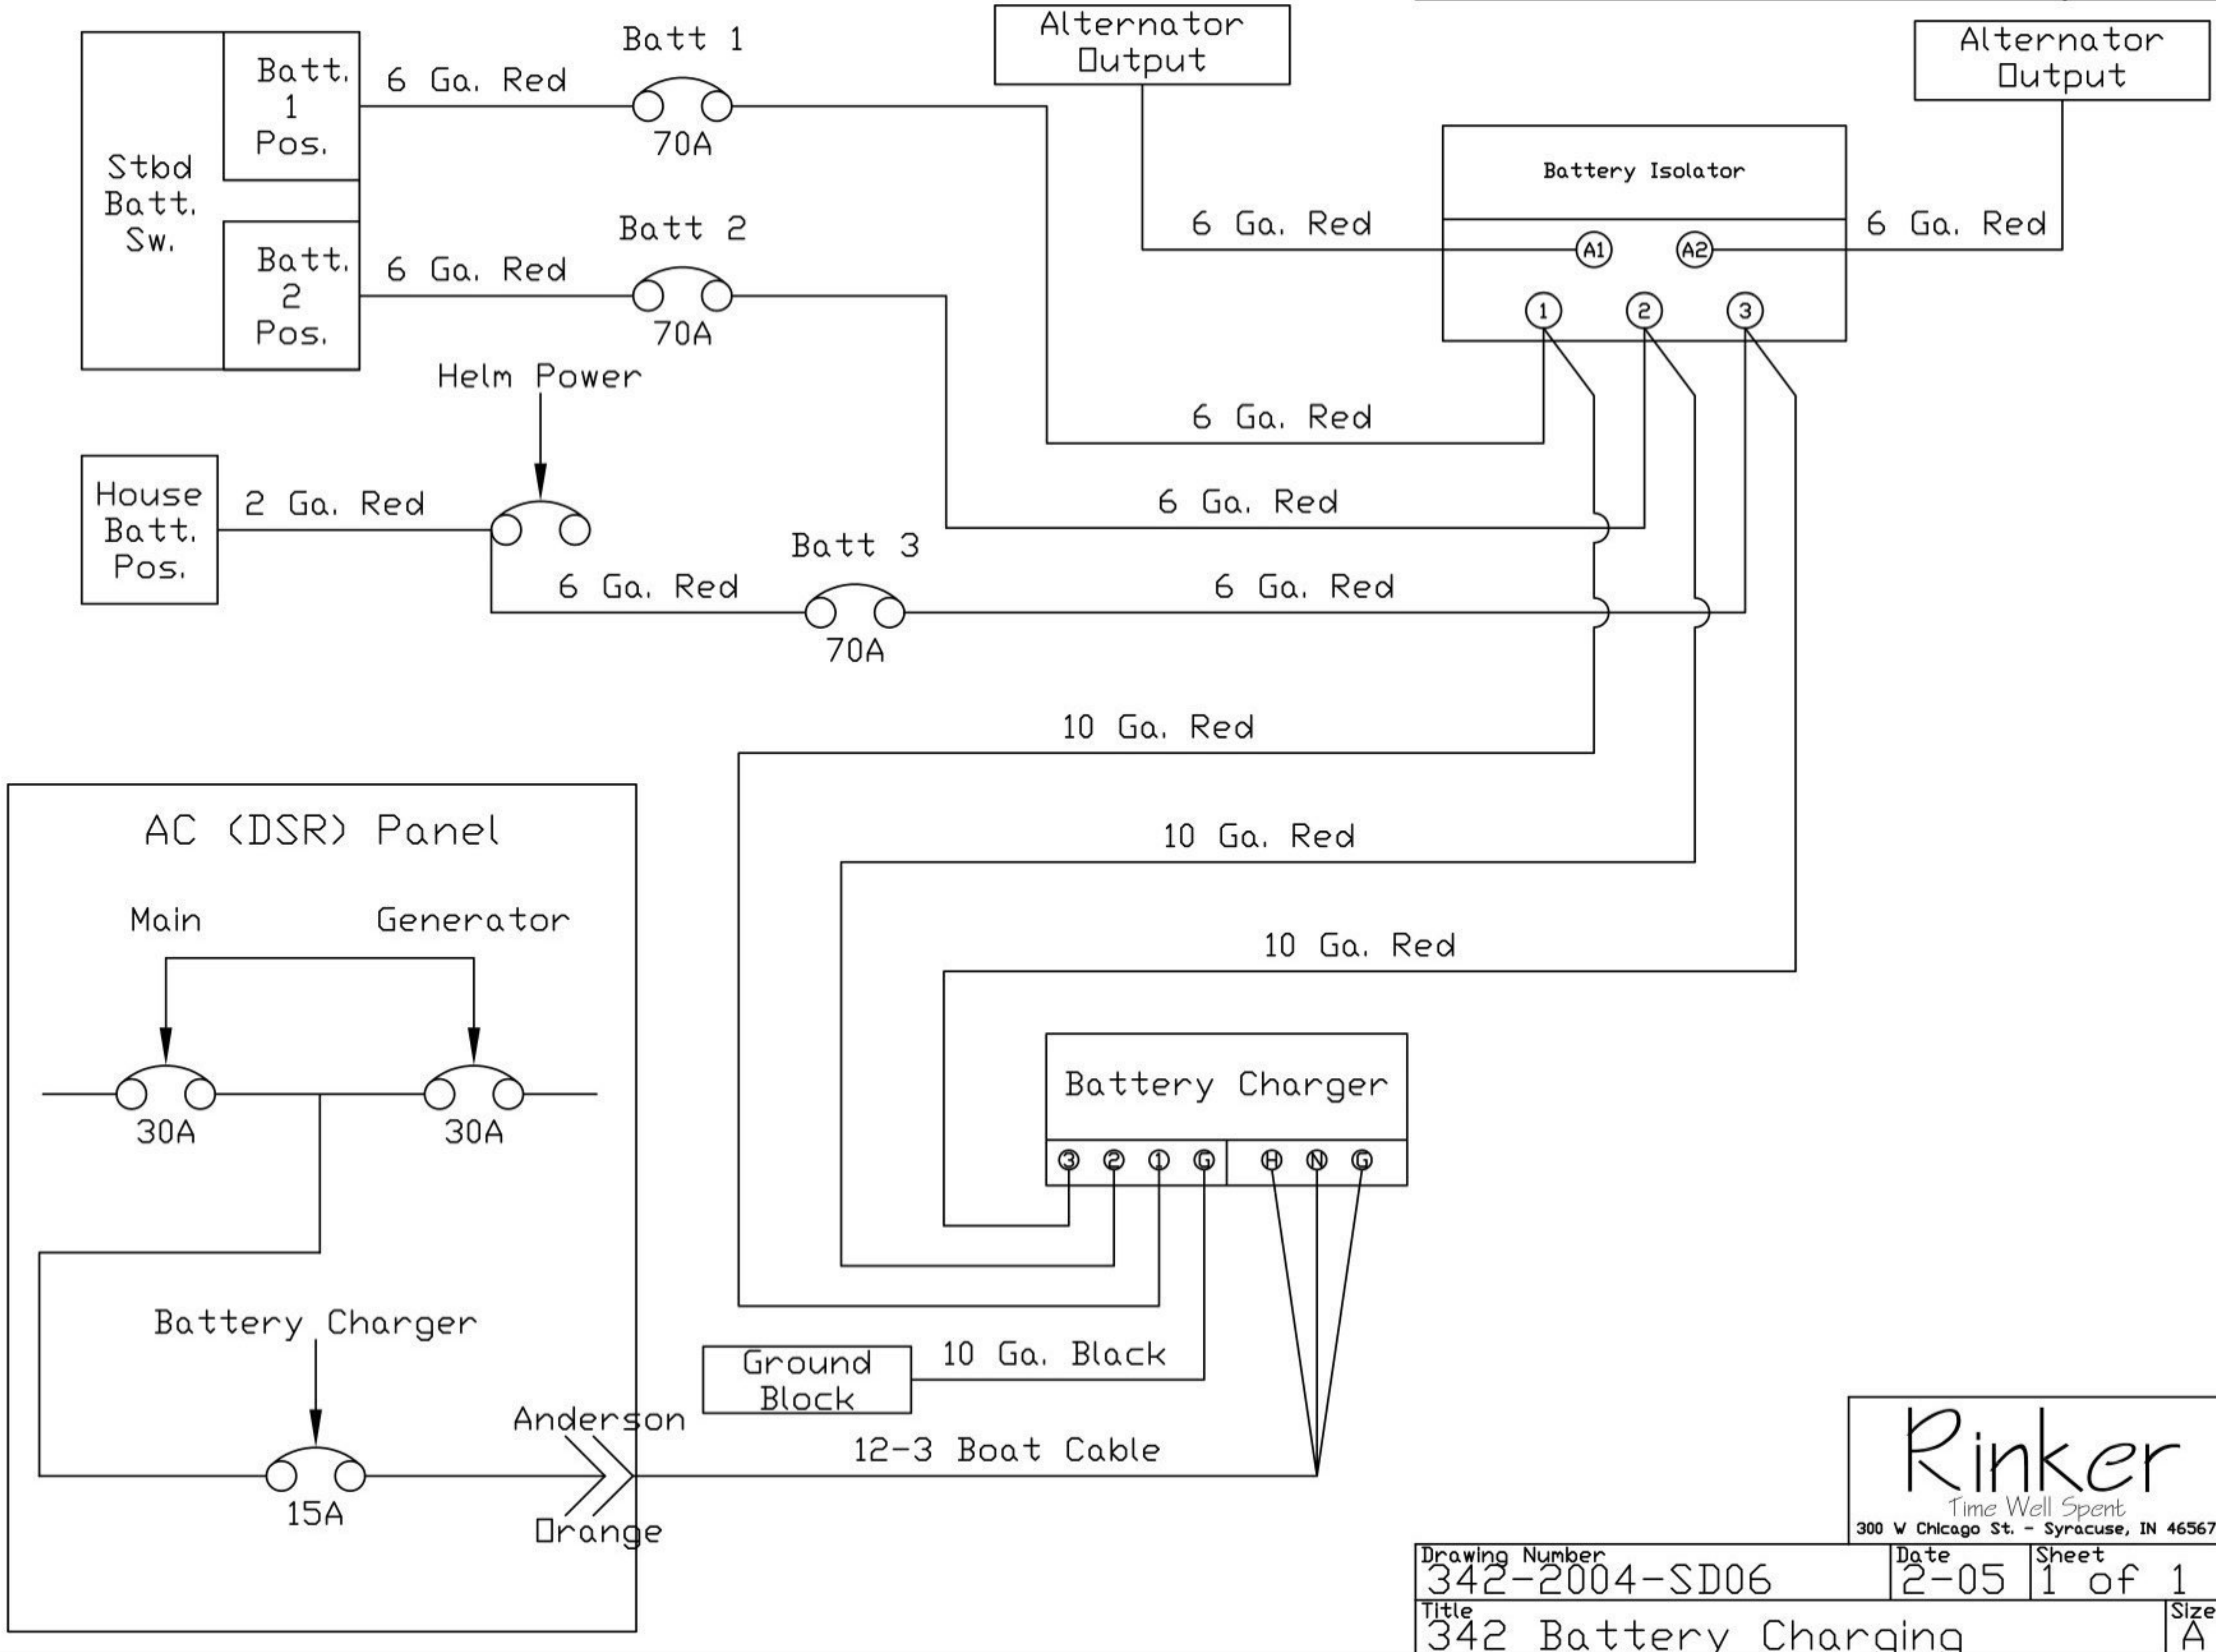 Alternator
Output
Alternator
Output
Batt 1
Batt.
1
Pos.
6 Ga. Red
70A
Stbd
Batt.
Sw.
Battery Isolator
Batt 2
6 Ga. Red
A1
A2
6 Ga. Red
Batt.
2
Pos.
6 Ga. Red
70A
1
2
3
Helm Power
6 Ga. Red
House
Batt.
Pos.
2 Ga. Red
6 Ga. Red
Batt 3
6 Ga. Red
6 Ga. Red
70A
10 Ga. Red
10 Ga. Red
10 Ga. Red
AC (DSR) Panel
Main
Generator
30A
30A
Battery Charger
3
2
1
G
H
N
G
Battery Charger
15A
Anderson
Orange
Ground
Block
10 Ga. Black
12-3 Boat Cable
Rinker
Time Well Spent
300 W Chicago St. - Syracuse, IN 46567
Drawing Number
342-2004-SD06
Date
2-05
Sheet
1 of 1
Title
342 Battery Charging
Size
A